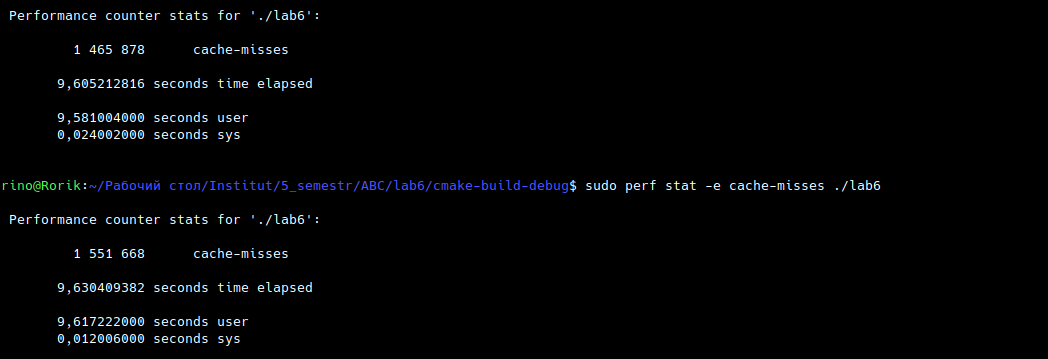 Performance counter stats for './lab6':
1 465 878 cache-misses
9,605212816 seconds time elapsed
9,581004000 seconds user
0,024002000 seconds sys
rino@Rorik:~/Рабочий стол/Institut/5_semestr/ABC/lab6/cmake-build-debug$ sudo perf stat -e cache-misses ./lab6
Performance counter stats for './lab6':
1 551 668 cache-misses
9,630409382 seconds time elapsed
9,617222000 seconds user
0,012006000 seconds sys